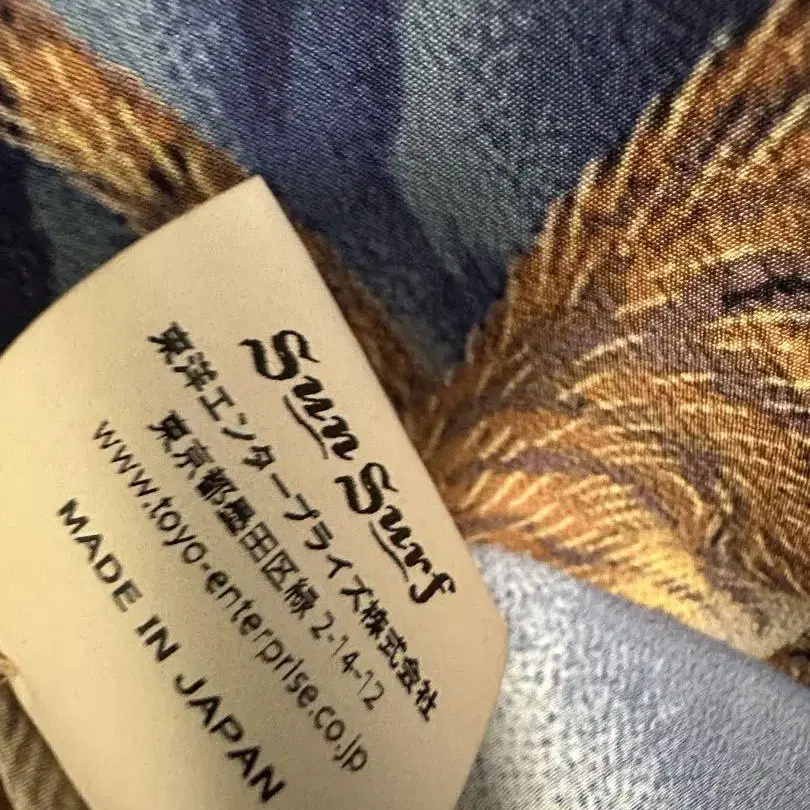 Sun Surf
東洋エンタープライズ株式会社
東京都墨田区緑 2-14-12
www.toyo-enterprise.co.jp
MADE IN JAPAN